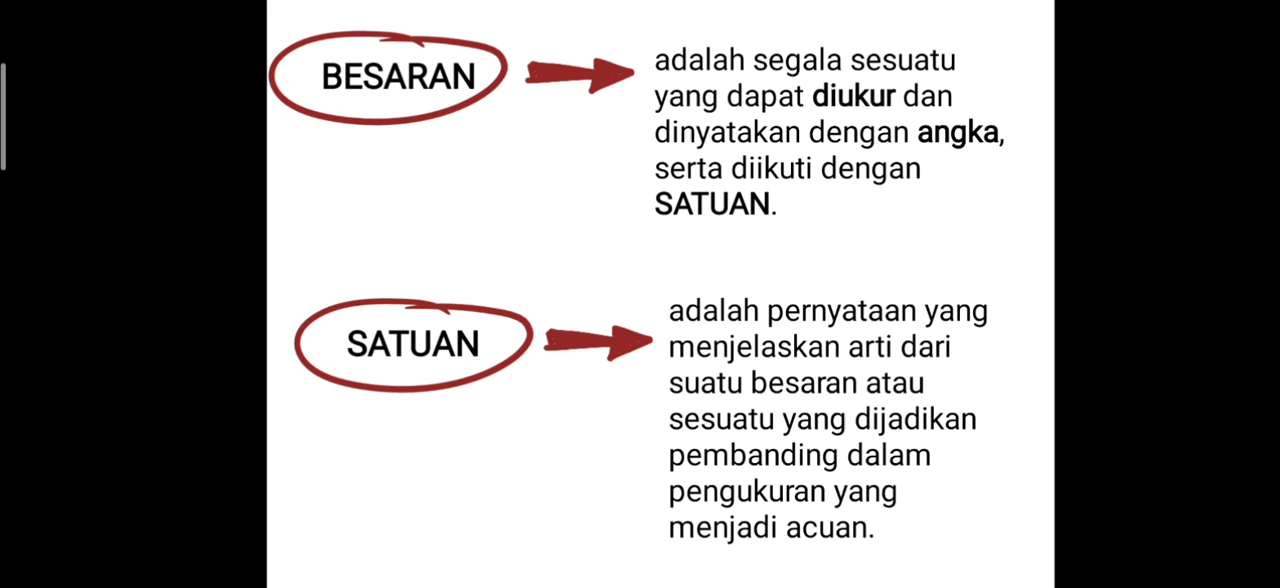 BESARAN
adalah segala sesuatu
yang dapat diukur dan
dinyatakan dengan angka,
serta diikuti dengan
SATUAN.
SATUAN
adalah pernyataan yang
menjelaskan arti dari
suatu besaran atau
sesuatu yang dijadikan
pembanding dalam
pengukuran yang
menjadi acuan.